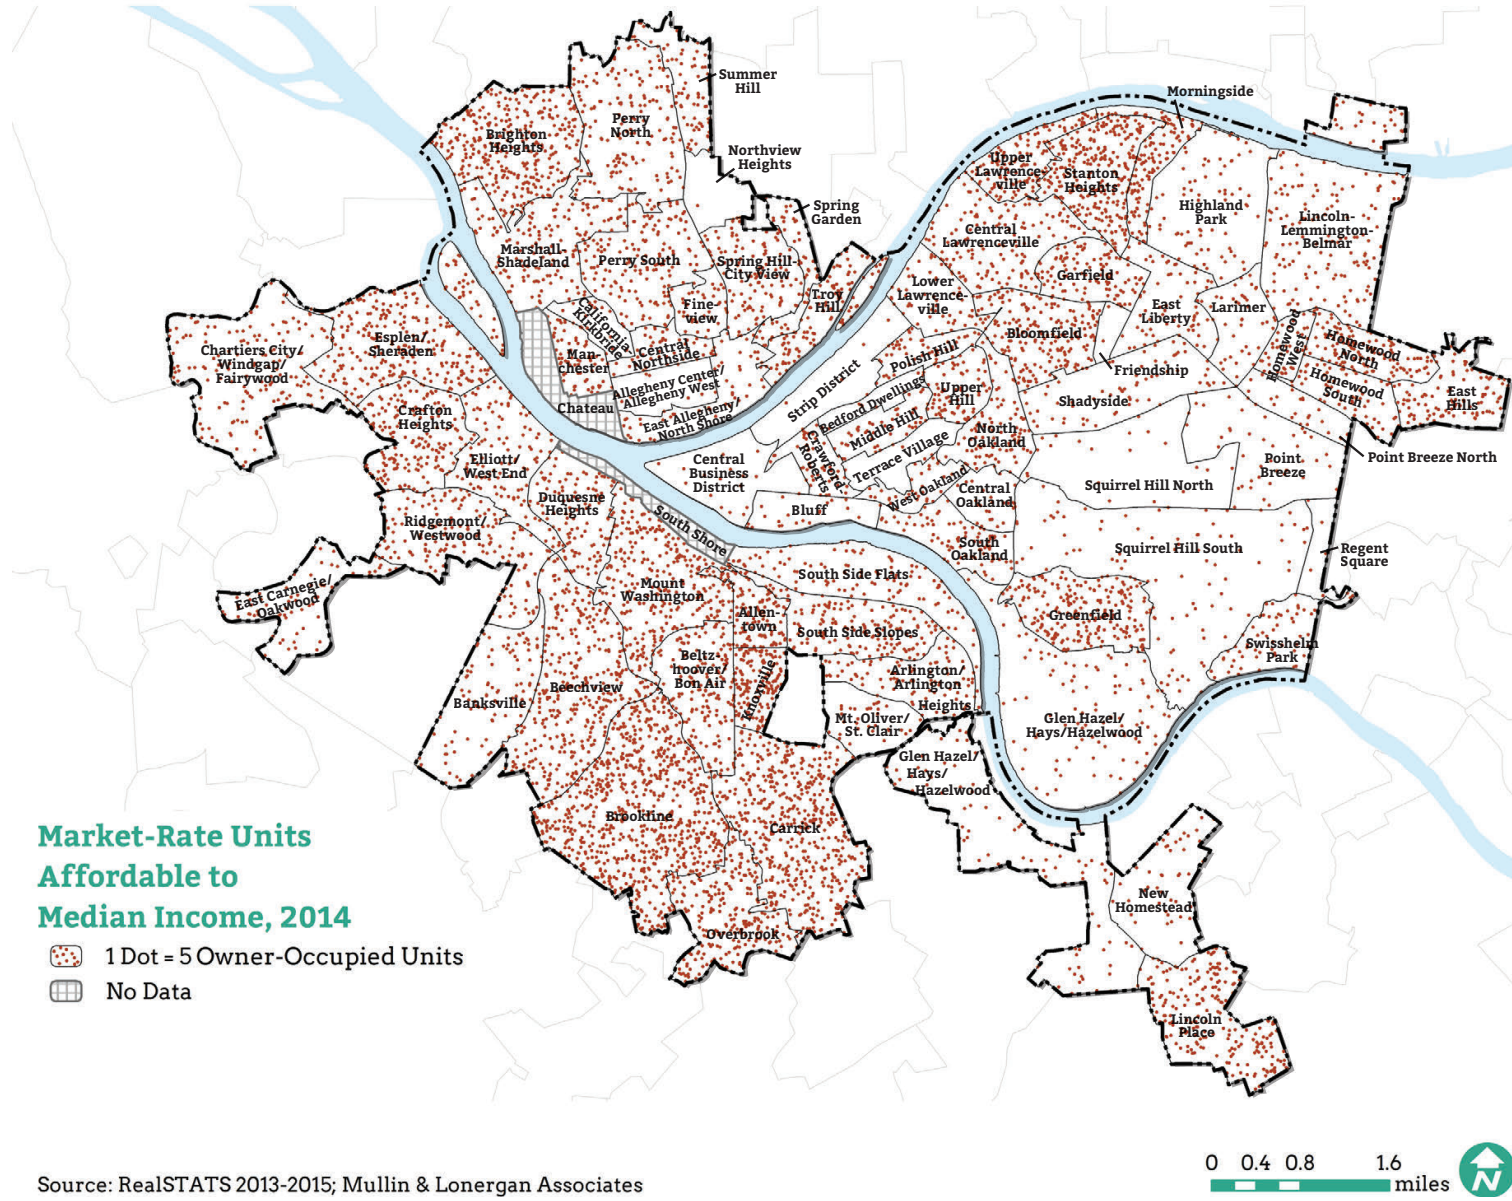 Summer
Hill
Morningside
Brighton
Heights
Perry
North
Northview
Heights
Upper
Lawrence-
ville
Stanton
Heights
Spring
Garden
Highland
Park
Lincoln-
Lemmington-
Belmar
Central
Lawrenceville
Marshall-
Shadeland
Perry South
Spring Hill-
City View
Garfield
Lower
Lawrence-
ville
Troy
Hill
Fine-
view
East
Liberty
Larimer
California
Kirkbride
Bloomfield
Esplen/
Sheraden
Chartiers City/
Windgap/
Fairywood
Homewood
West
Homewood
North
Man-
chester
Central
Northside
Polish Hill
Friendship
Homewood
South
East
Hills
Allegheny Center/
Allegheny West
Strip District
Bedford Dwellings
Upper
Hill
Shadyside
Chateau
Crafton
Heights
East Allegheny/
North Shore
Middle Hill
North
Oakland
Crawford-
Roberts
Terrace Village
Point Breeze North
Elliott/
West End
Central
Business
District
Point
Breeze
Squirrel Hill North
West Oakland
Central
Oakland
Duquesne
Heights
Bluff
Ridgemont/
Westwood
South Shore
South
Oakland
Squirrel Hill South
Regent
Square
South Side Flats
East Carnegie/
Oakwood
Mount
Washington
Allen-
town
Greenfield
South Side Slopes
Swisshelm
Park
Beltz-
hoover/
Bon Air
Knoxville
Arlington/
Arlington
Heights
Beechview
Banksville
Mt. Oliver/
St. Clair
Glen Hazel/
Hays/Hazelwood
Glen Hazel/
Hays/
Hazelwood
Brookline
Carrick
Market-Rate Units
Affordable to
Median Income, 2014
1 Dot = 5 Owner-Occupied Units
No Data
New
Homestead
Overbrook
Lincoln
Place
0 0.4 0.8 1.6
miles
N
Source: RealSTATS 2013-2015; Mullin & Lonergan Associates